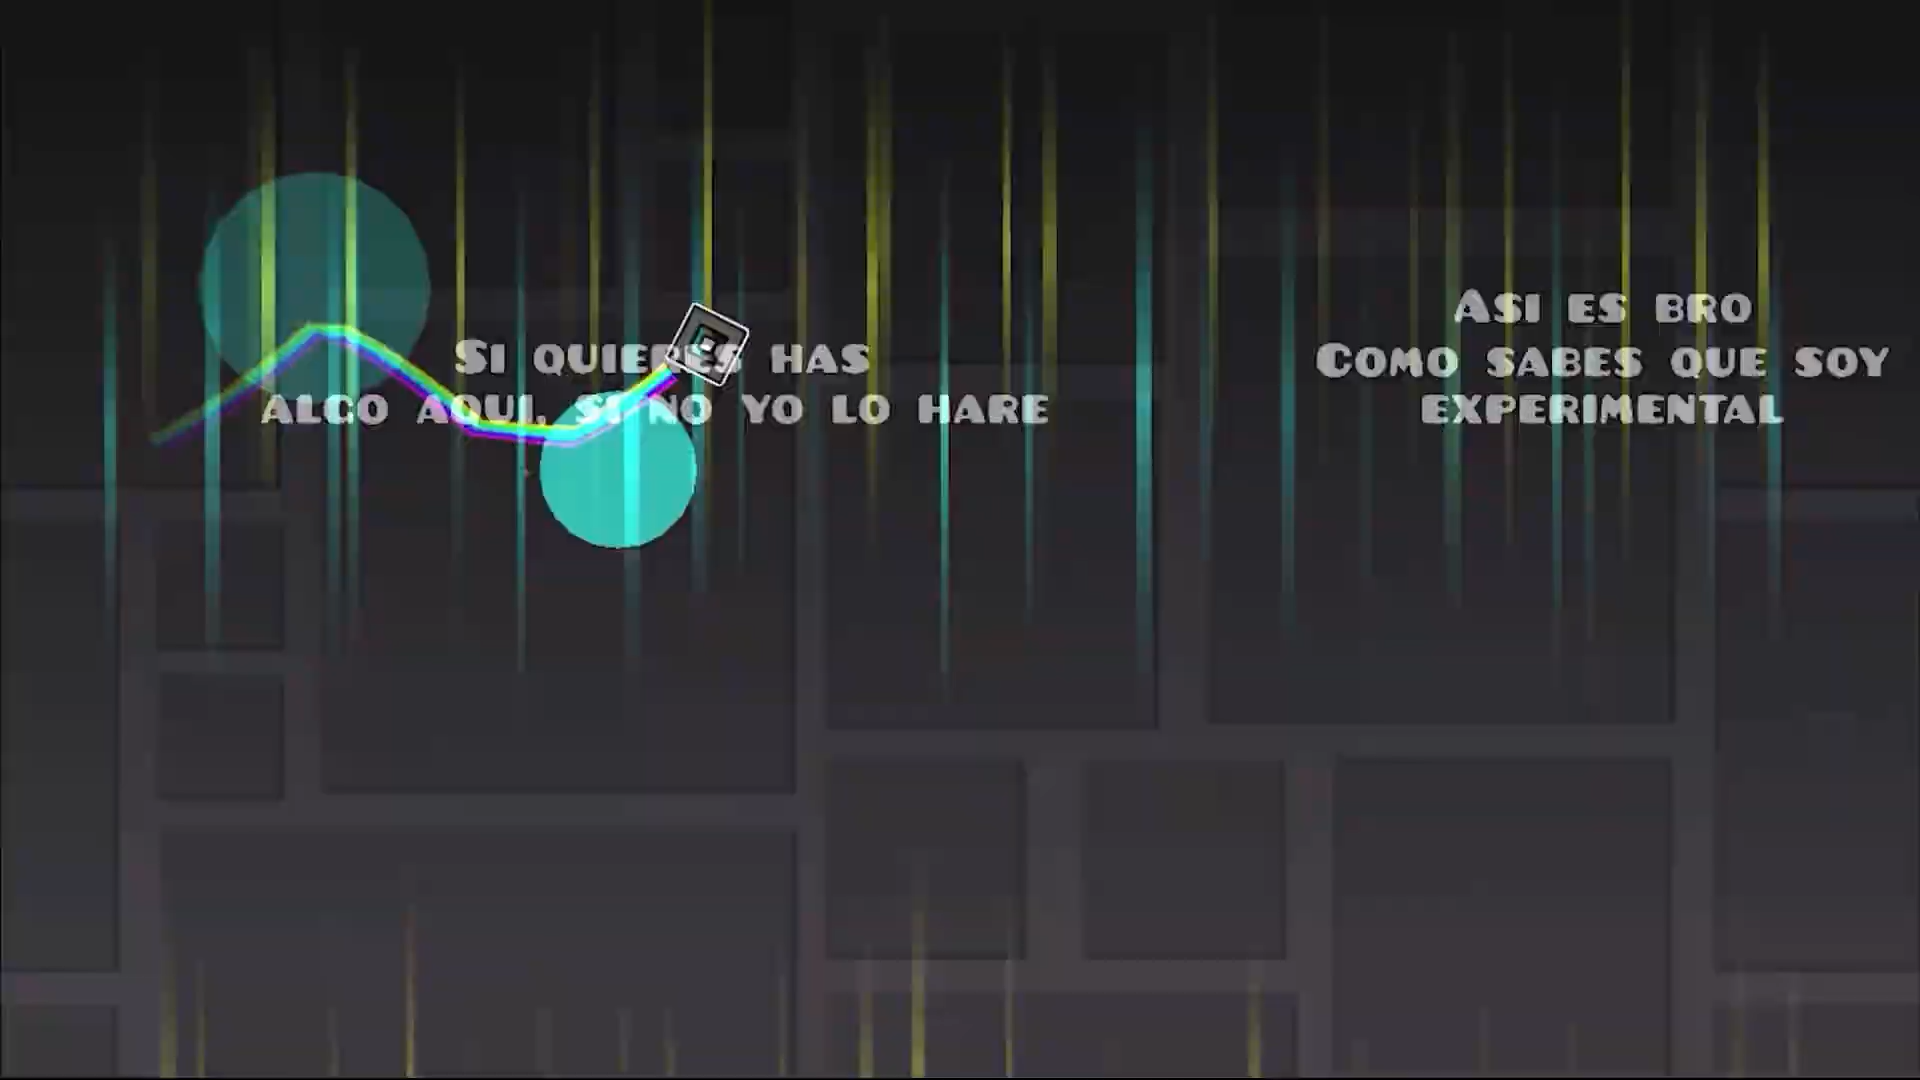 Si quieres has
algo aqui, si no yo lo hare
Asi es bro
Como sabes que soy
experimental